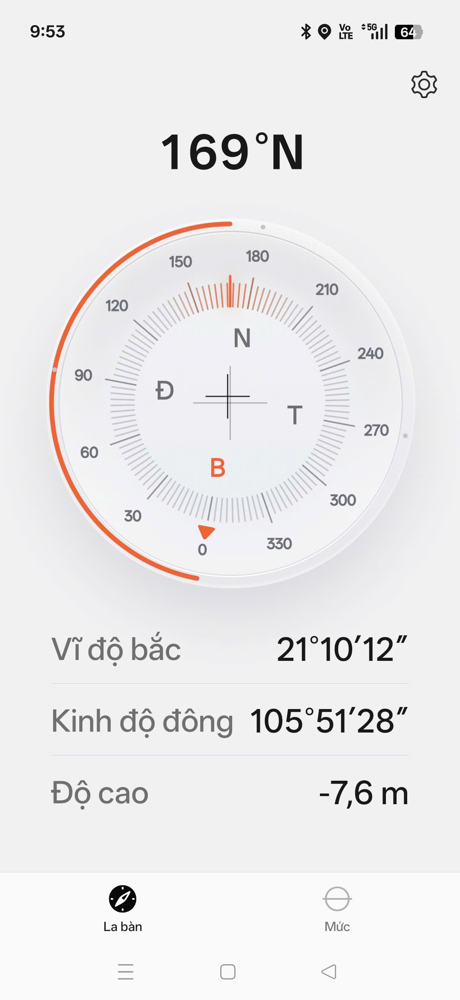 9:53 Vo LTE 5G 64
169°N
150 180
120 210
N
90 Đ 240
T
60 270
B
30 300
0 330
Vĩ độ bắc 21°10′12″
Kinh độ đông 105°51′28″
Độ cao -7,6 m
La bàn Mức